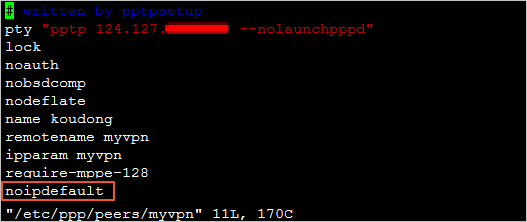 # written by pptpsetup
pty "pptp 124.127. --nolaunchpppd"
lock
noauth
nobsdcomp
nodeflate
name koudong
remotename myvpn
ipparam myvpn
require-mppe-128
noipdefault
"/etc/ppp/peers/myvpn" 11L, 170C